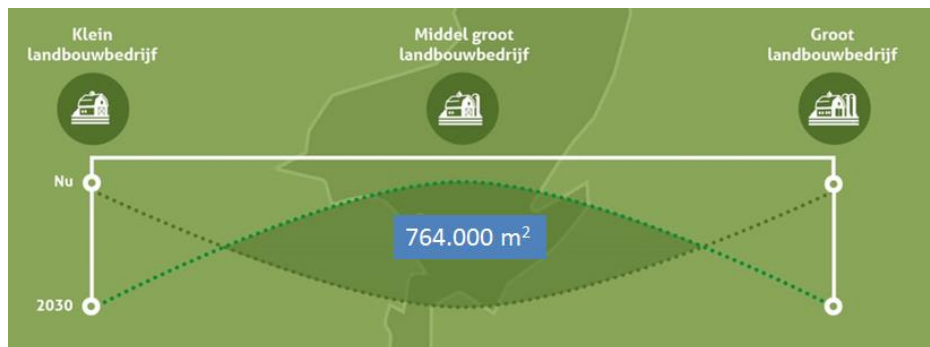 Klein
landbouwbedrijf
Middel groot
landbouwbedrijf
Groot
landbouwbedrijf
Nu
764.000 m²
2030